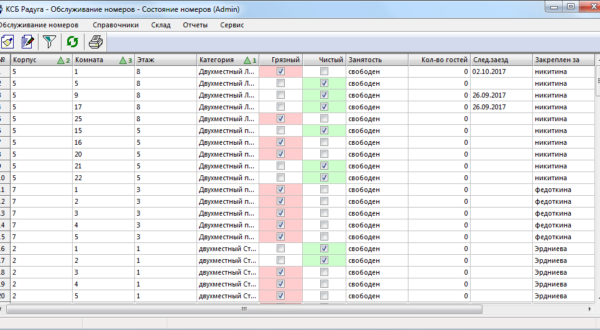 КСБ Радуга - Обслуживание номеров - Состояние номеров (Admin)
Обслуживание номеров Справочники Склад Отчеты Сервис
№ Корпус 2 Комната 3 Этаж Категория 1 Грязный Чистый Занятость Кол-во гостей След.заезд Закреплен за
1 5 1 8 Двухместный Л... свободен 0 02.10.2017 никитина
2 5 5 8 Двухместный Л... свободен 0 никитина
3 5 9 8 Двухместный Л... свободен 0 26.09.2017 никитина
4 5 17 8 Двухместный Л... свободен 0 26.09.2017 никитина
5 5 25 8 Двухместный Л... свободен 0 никитина
6 5 15 5 Двухместный п... свободен 0 никитина
7 5 16 5 Двухместный п... свободен 0 никитина
8 5 20 5 Двухместный п... свободен 0 никитина
9 5 21 5 Двухместный п... свободен 0 никитина
10 5 22 5 Двухместный п... свободен 0 никитина
11 7 1 3 Двухместный п... свободен 0 федоткина
12 7 2 3 Двухместный п... свободен 0 федоткина
13 7 3 3 Двухместный п... свободен 0 федоткина
14 7 4 3 Двухместный п... свободен 0 федоткина
15 7 5 3 Двухместный п... свободен 0 федоткина
16 2 1 1 двухместный Ст... свободен 0 Эрдниева
17 2 2 1 двухместный Ст... свободен 0 Эрдниева
18 2 3 1 двухместный Ст... свободен 0 Эрдниева
19 2 4 1 двухместный Ст... свободен 0 Эрдниева
20 2 5 1 двухместный Ст... свободен 0 Эрдниева